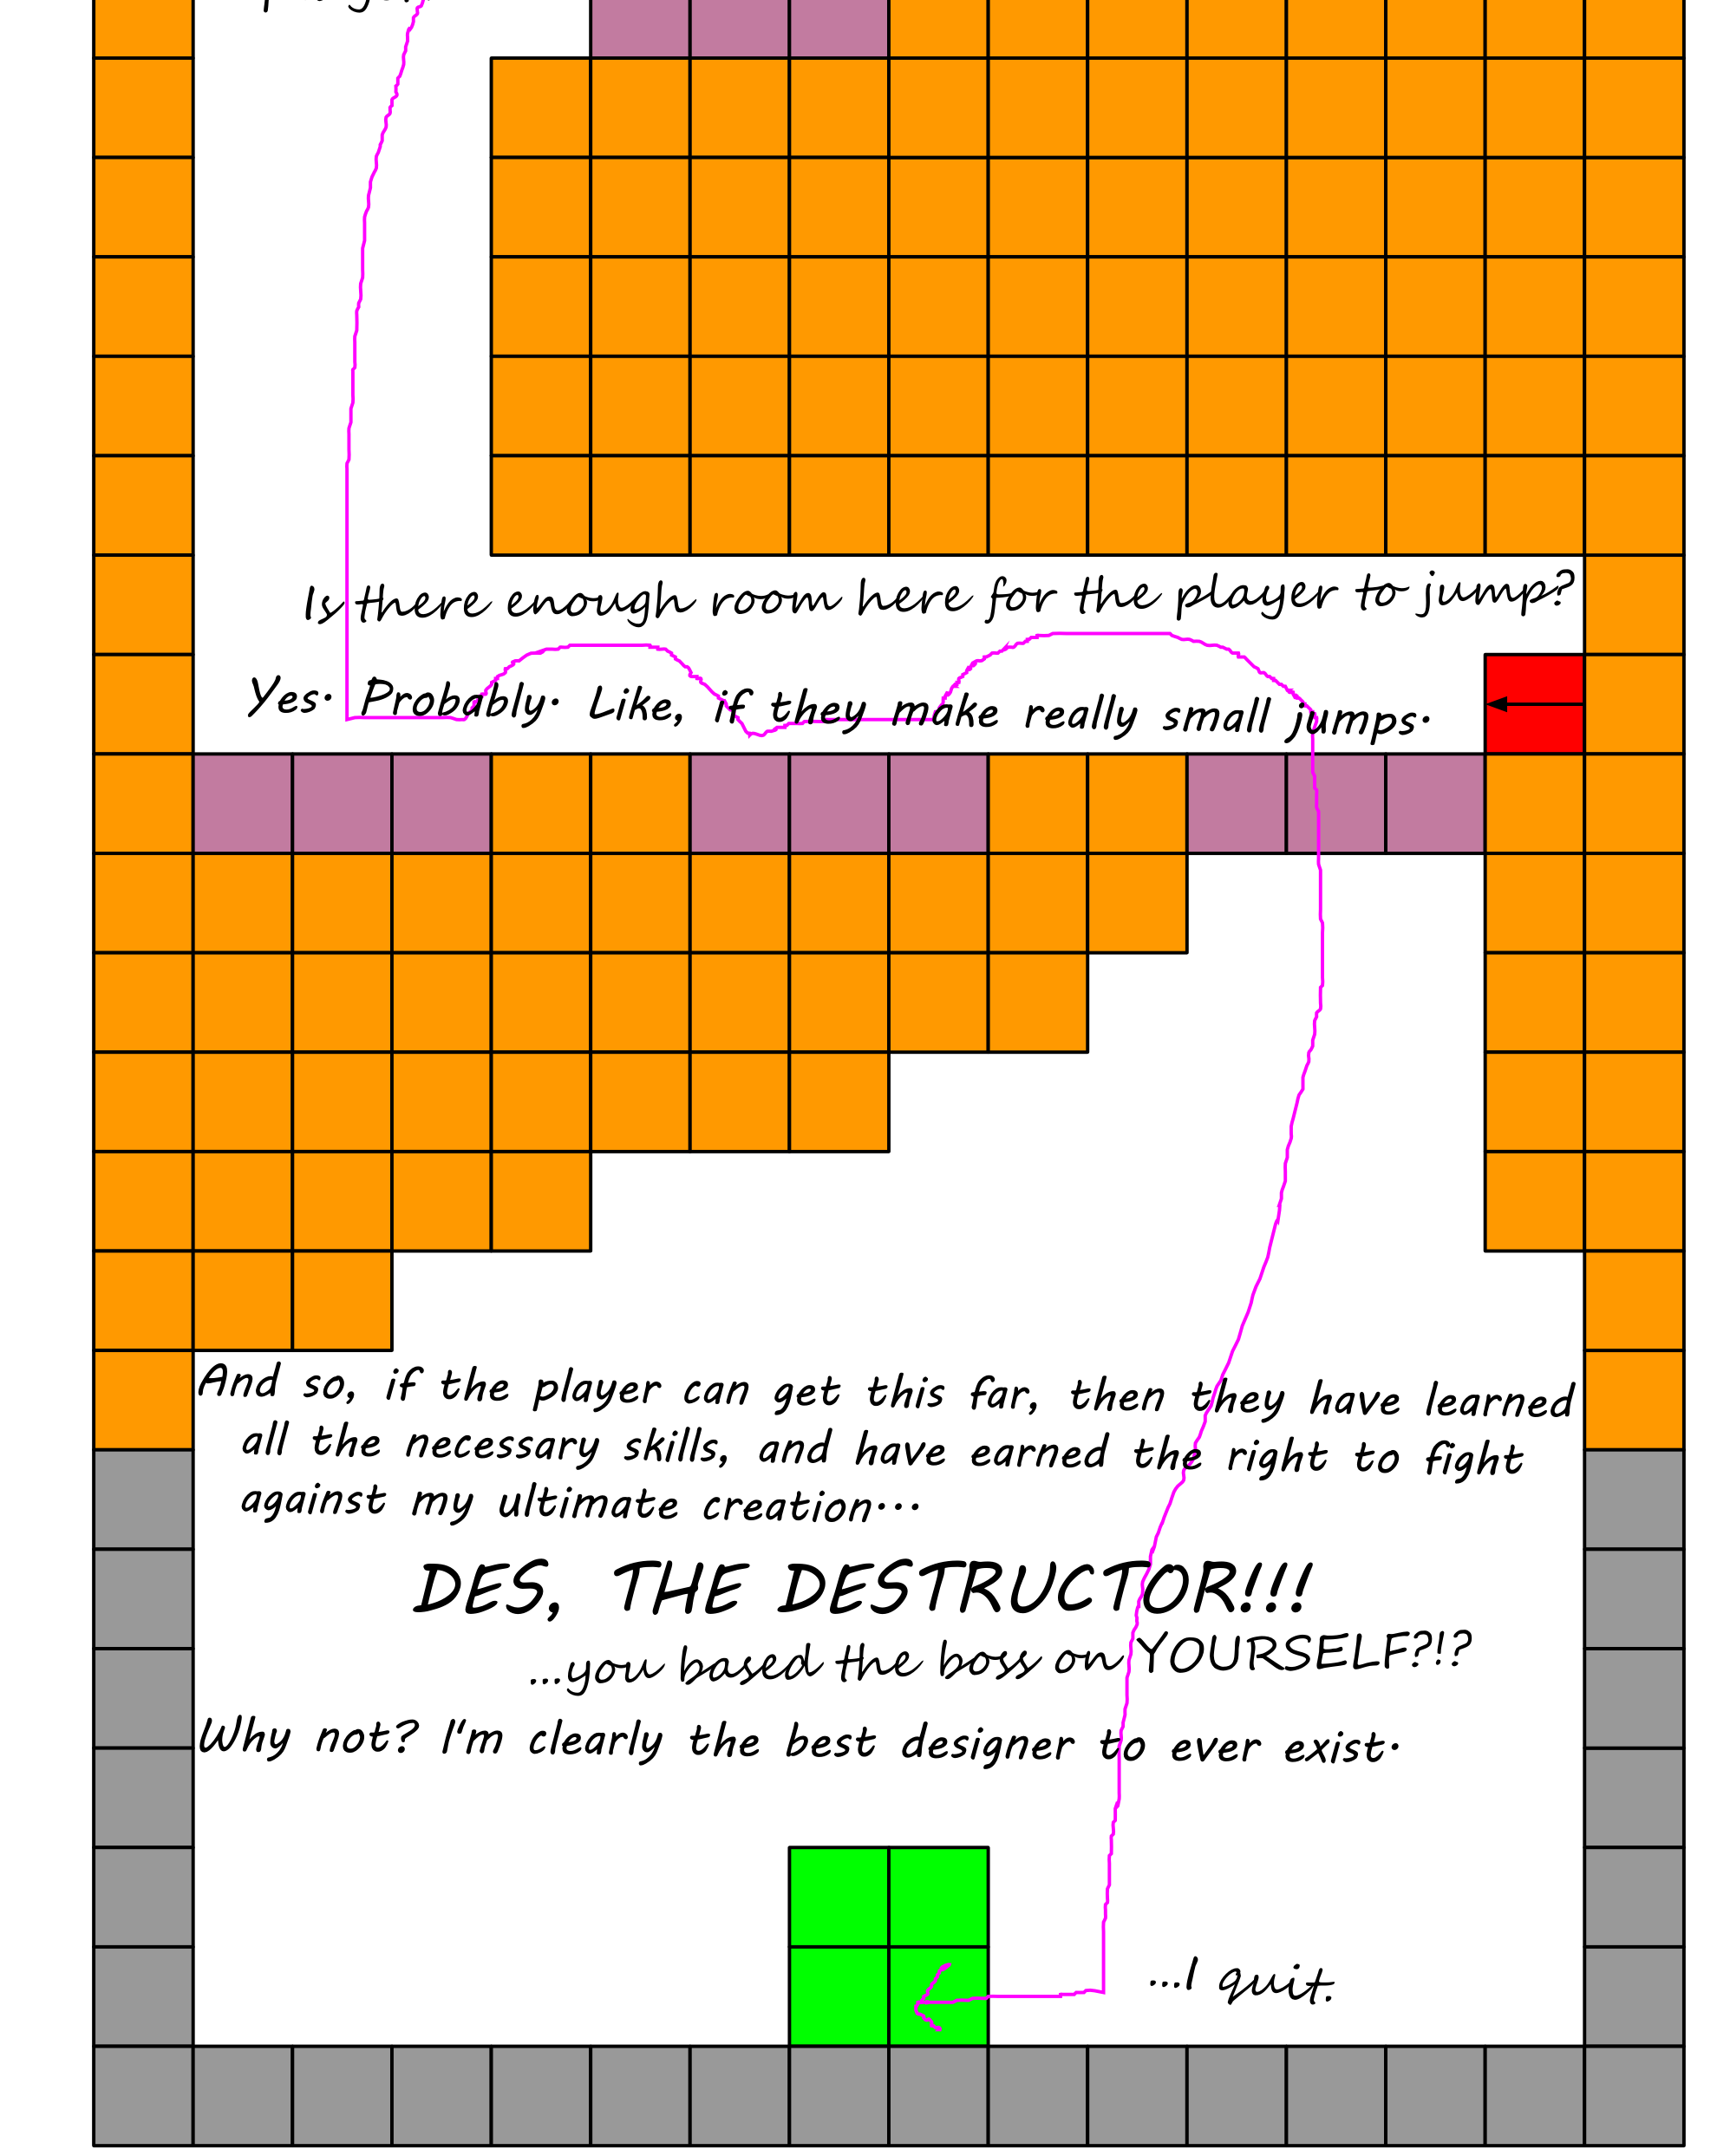 Is there enough room here for the player to jump?
Yes. Probably. Like, if they make really small jumps.
And so, if the player can get this far, then they have learned
all the necessary skills, and have earned the right to fight
against my ultimate creation...
DES, THE DESTRUCTOR!!!
...you based the boss on YOURSELF?!?
Why not? I'm clearly the best designer to ever exist.
...I quit.